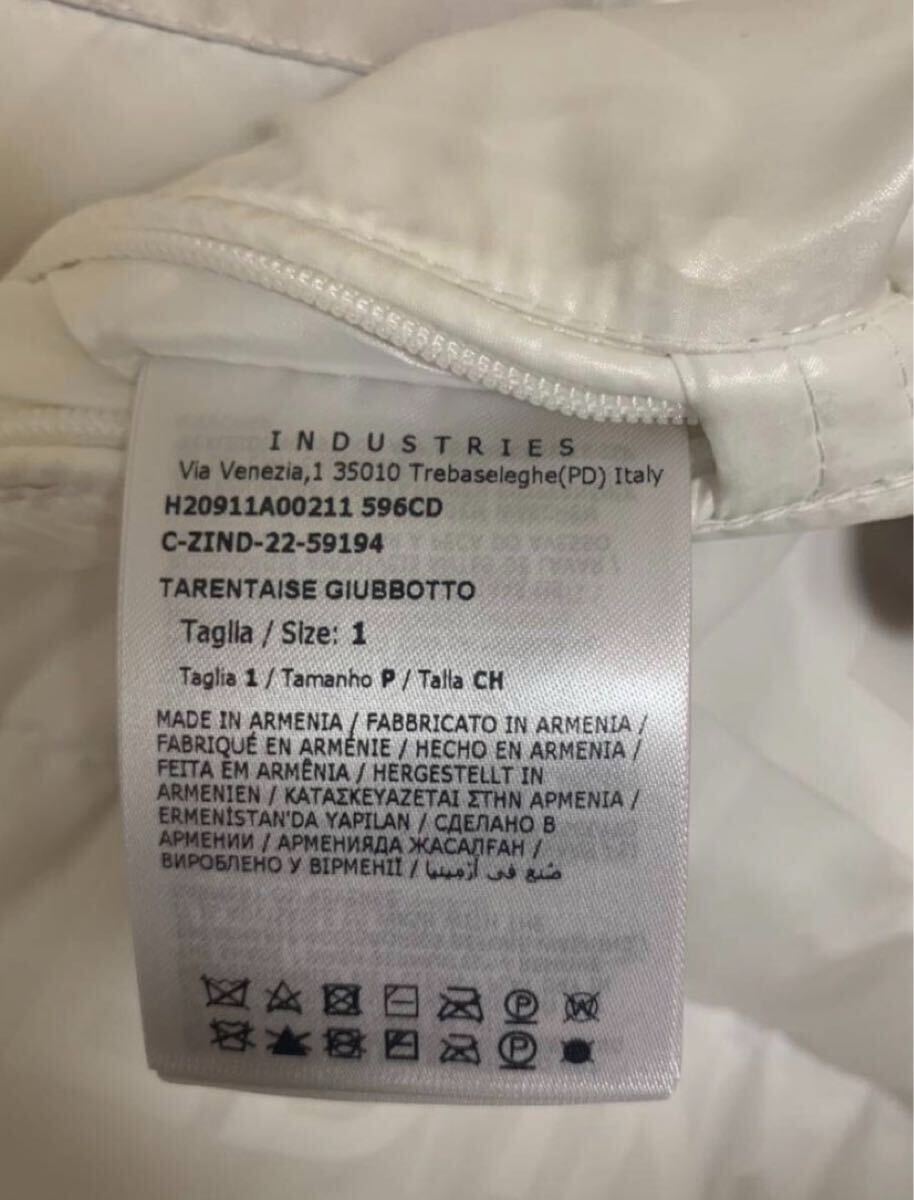 INDUSTRIES
Via Venezia,1 35010 Trebaseleghe(PD) Italy
H20911A00211 596CD
C-ZIND-22-59194
TARENTAISE GIUBBOTTO
Taglia / Size: 1
Taglia 1 / Tamanho P / Talla CH
MADE IN ARMENIA / FABBRICATO IN ARMENIA /
FABRIQUÉ EN ARMÉNIE / HECHO EN ARMENIA /
FEITA EM ARMÊNIA / HERGESTELLT IN
ARMENIEN / ΚΑΤΑΣΚΕΥΑΖΕΤΑΙ ΣΤΗΝ ΑΡΜΕΝΙΑ /
ERMENİSTAN'DA YAPILAN / СДЕЛАНО В
АРМЕНИИ / АРМЕНИЯДА ЖАСАЛҒАН /
ВИРОБЛЕНО У ВІРМЕНІЇ / صُنع في أرمينيا
P W
P